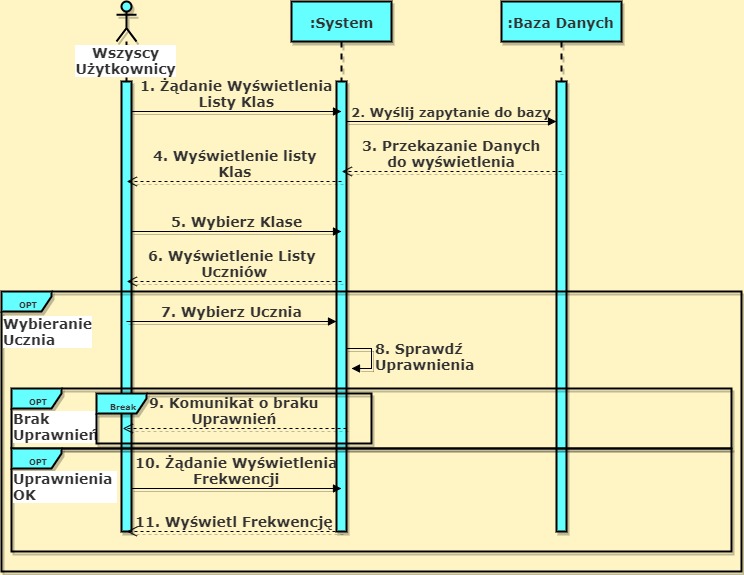 :System
:Baza Danych
Wszyscy
Użytkownicy
1. Żądanie Wyświetlenia
Listy Klas
2. Wyślij zapytanie do bazy
3. Przekazanie Danych
do wyświetlenia
4. Wyświetlenie listy
Klas
5. Wybierz Klase
6. Wyświetlenie Listy
Uczniów
OPT
Wybieranie
Ucznia
7. Wybierz Ucznia
8. Sprawdź
Uprawnienia
OPT
Brak
Uprawnień
Break
9. Komunikat o braku
Uprawnień
OPT
Uprawnienia
OK
10. Żądanie Wyświetlenia
Frekwencji
11. Wyświetl Frekwencję